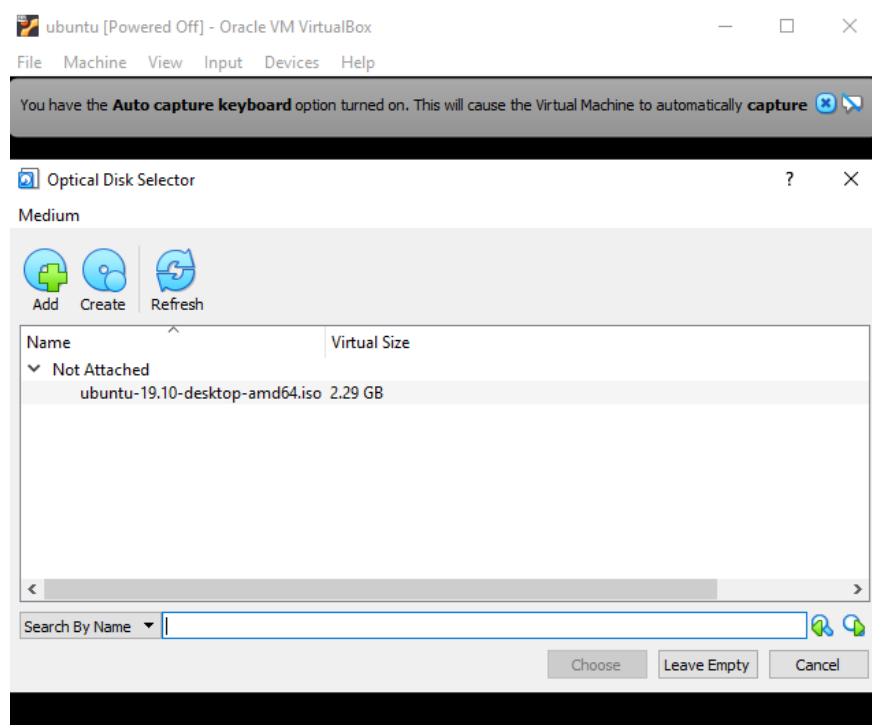 ubuntu [Powered Off] - Oracle VM VirtualBox
File Machine View Input Devices Help
You have the Auto capture keyboard option turned on. This will cause the Virtual Machine to automatically capture
Optical Disk Selector
?
Medium
Add Create Refresh
Name Virtual Size
Not Attached
ubuntu-19.10-desktop-amd64.iso 2.29 GB
Search By Name
Choose Leave Empty Cancel